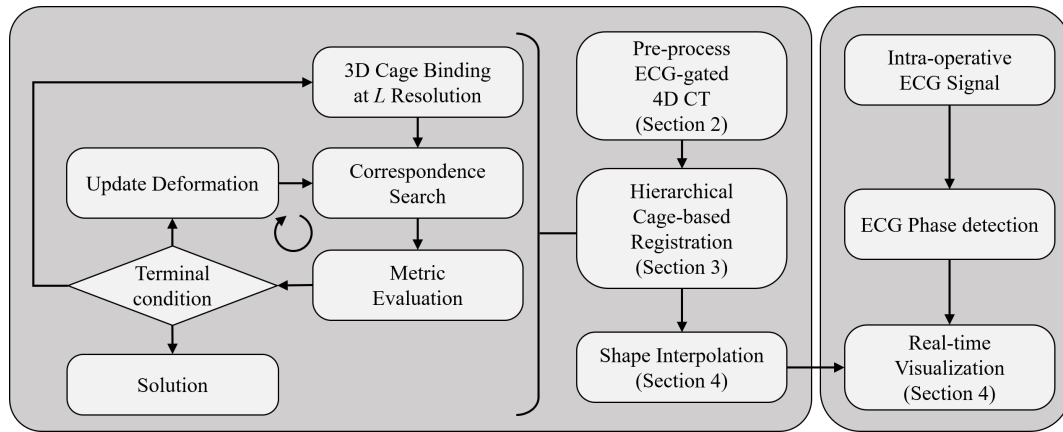 3D Cage Binding
at L Resolution
Update Deformation
Correspondence
Search
Terminal
condition
Metric
Evaluation
Solution
Pre-process
ECG-gated
4D CT
(Section 2)
Hierarchical
Cage-based
Registration
(Section 3)
Shape Interpolation
(Section 4)
Intra-operative
ECG Signal
ECG Phase detection
Real-time
Visualization
(Section 4)